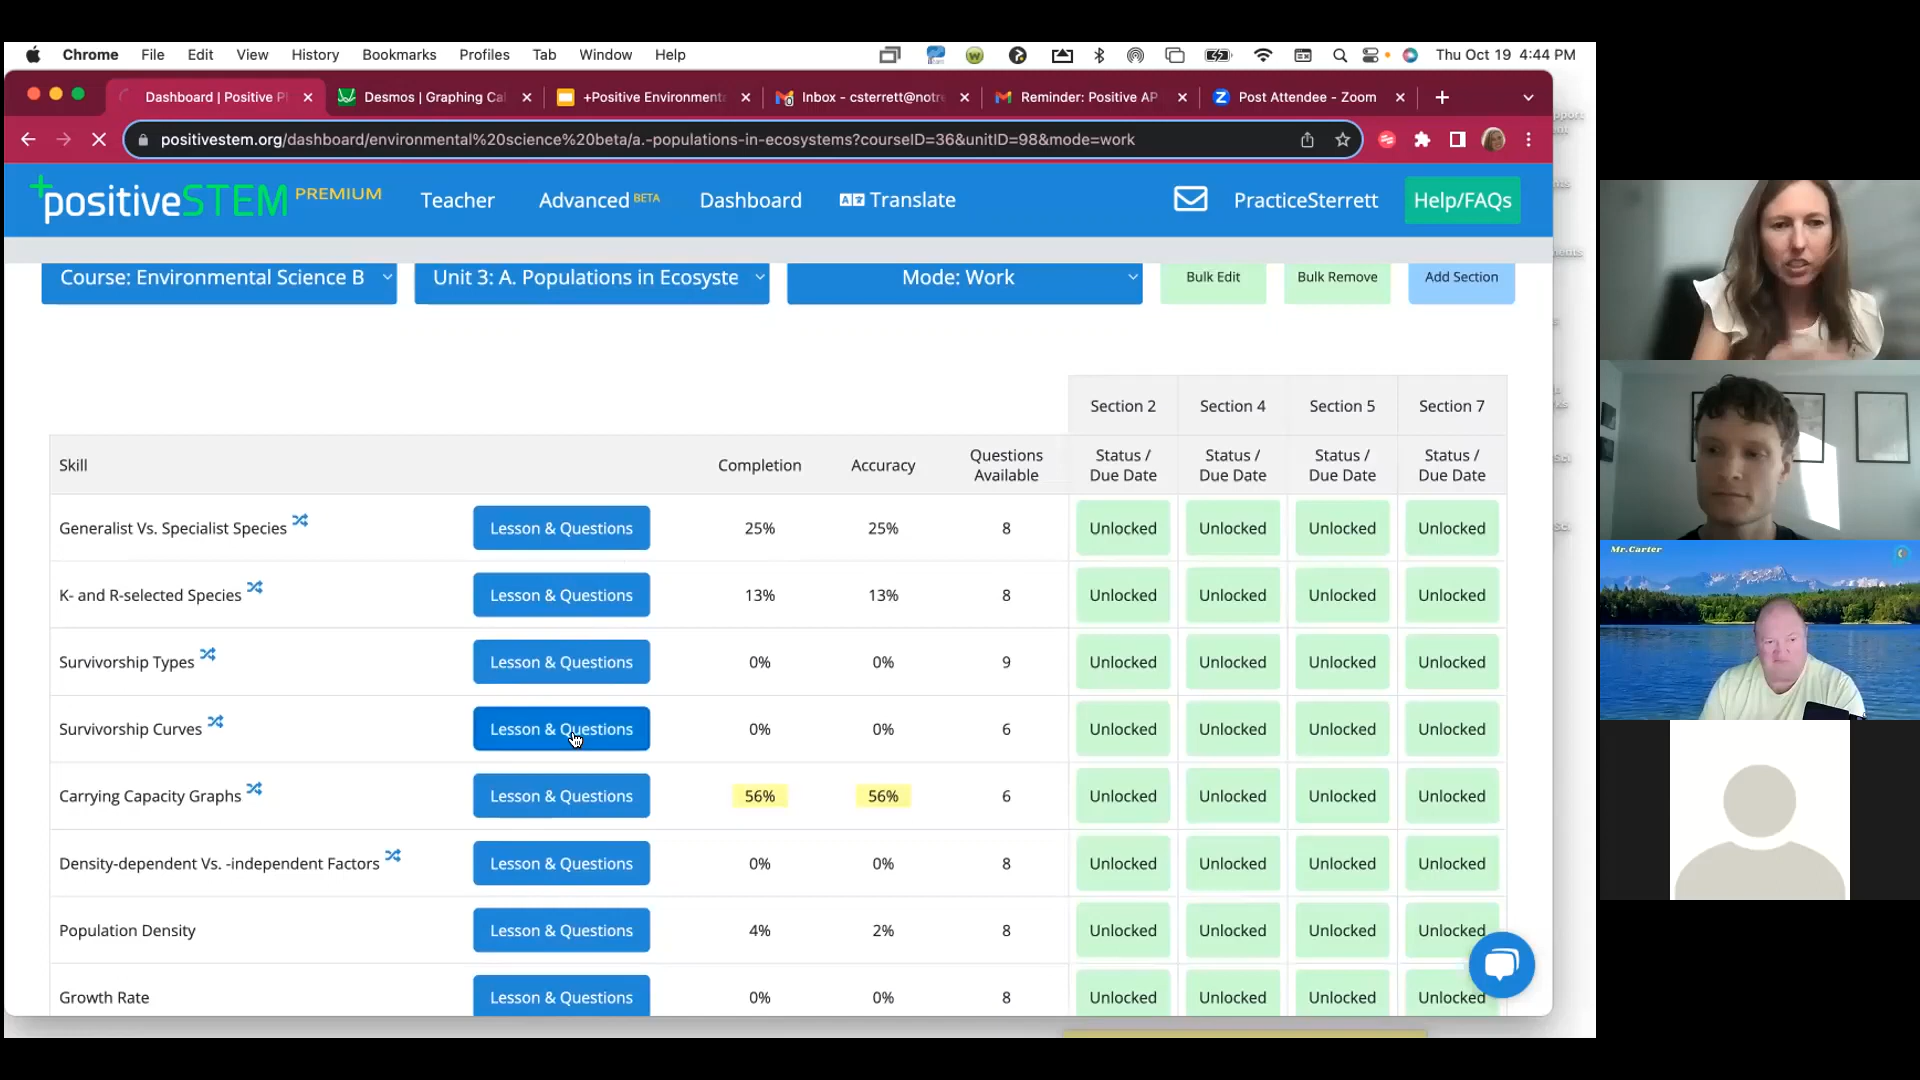 Chrome File Edit View History Bookmarks Profiles Tab Window Help Thu Oct 19 4:44 PM
Dashboard | Positive P Desmos | Graphing Cal +Positive Environment Inbox - csterrett@notre Reminder: Positive AP Post Attendee - Zoom
positivestem.org/dashboard/environmental%20science%20beta/a.-populations-in-ecosystems?courseID=36&unitID=98&mode=work
+positiveSTEM PREMIUM Teacher Advanced BETA Dashboard Translate PracticeSterrett Help/FAQs
Course: Environmental Science B Unit 3: A. Populations in Ecosyste Mode: Work Bulk Edit Bulk Remove Add Section
Section 2 Section 4 Section 5 Section 7
Skill Completion Accuracy Questions Available Status / Due Date Status / Due Date Status / Due Date Status / Due Date
Generalist Vs. Specialist Species Lesson & Questions 25% 25% 8 Unlocked Unlocked Unlocked Unlocked
K- and R-selected Species Lesson & Questions 13% 13% 8 Unlocked Unlocked Unlocked Unlocked
Survivorship Types Lesson & Questions 0% 0% 9 Unlocked Unlocked Unlocked Unlocked
Survivorship Curves Lesson & Questions 0% 0% 6 Unlocked Unlocked Unlocked Unlocked
Carrying Capacity Graphs Lesson & Questions 56% 56% 6 Unlocked Unlocked Unlocked Unlocked
Density-dependent Vs. -independent Factors Lesson & Questions 0% 0% 8 Unlocked Unlocked Unlocked Unlocked
Population Density Lesson & Questions 4% 2% 8 Unlocked Unlocked Unlocked Unlocked
Growth Rate Lesson & Questions 0% 0% 8 Unlocked Unlocked Unlocked Unlocked
Mr.Carter